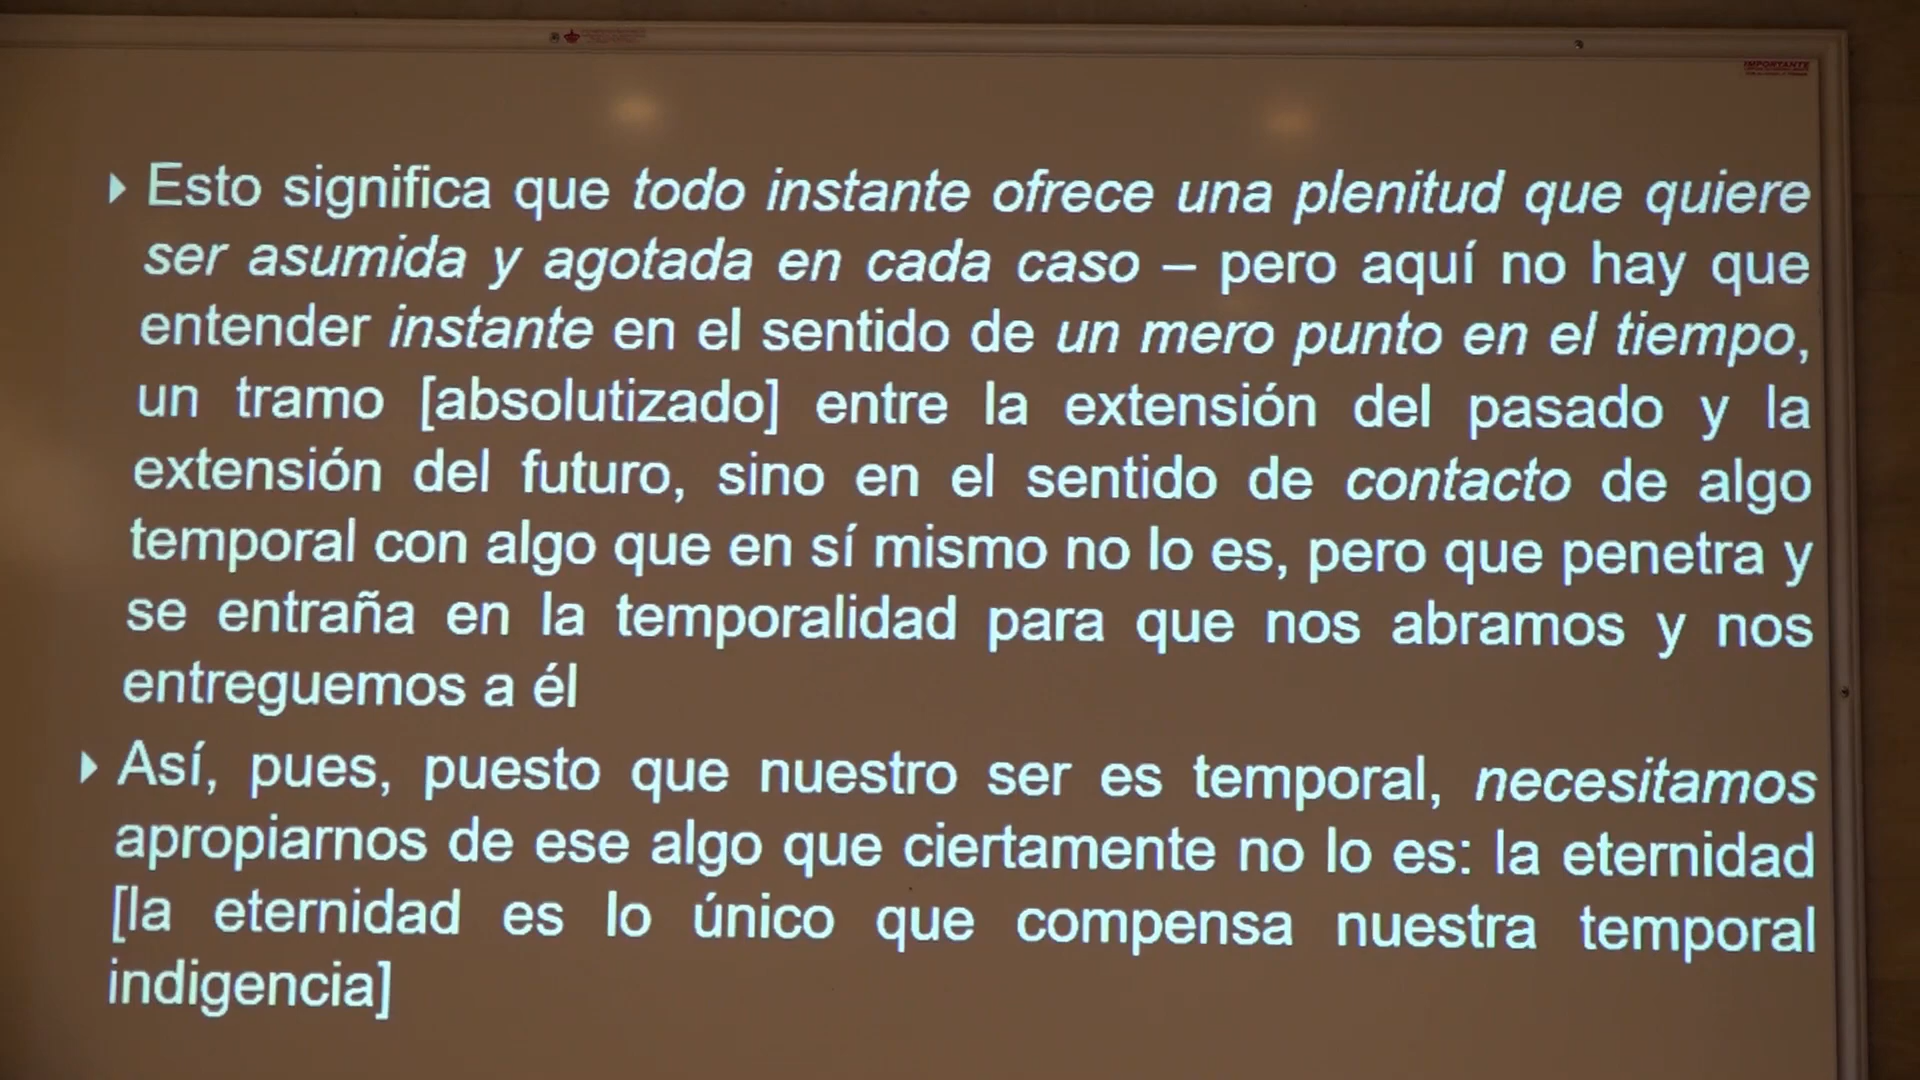 IMPORTANTE
Esto significa que todo instante ofrece una plenitud que quiere
ser asumida y agotada en cada caso – pero aquí no hay que
entender instante en el sentido de un mero punto en el tiempo,
un tramo [absolutizado] entre la extensión del pasado y la
extensión del futuro, sino en el sentido de contacto de algo
temporal con algo que en sí mismo no lo es, pero que penetra y
se entraña en la temporalidad para que nos abramos y nos
entreguemos a él
Así, pues, puesto que nuestro ser es temporal, necesitamos
apropiarnos de ese algo que ciertamente no lo es: la eternidad
[la eternidad es lo único que compensa nuestra temporal
indigencia]